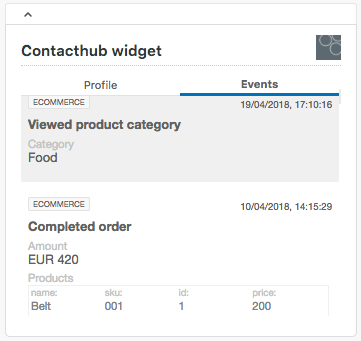 Contacthub widget
Profile Events
ECOMMERCE 19/04/2018, 17:10:16
Viewed product category
Category
Food
ECOMMERCE 10/04/2018, 14:15:29
Completed order
Amount
EUR 420
Products
name: sku: id: price:
Belt 001 1 200